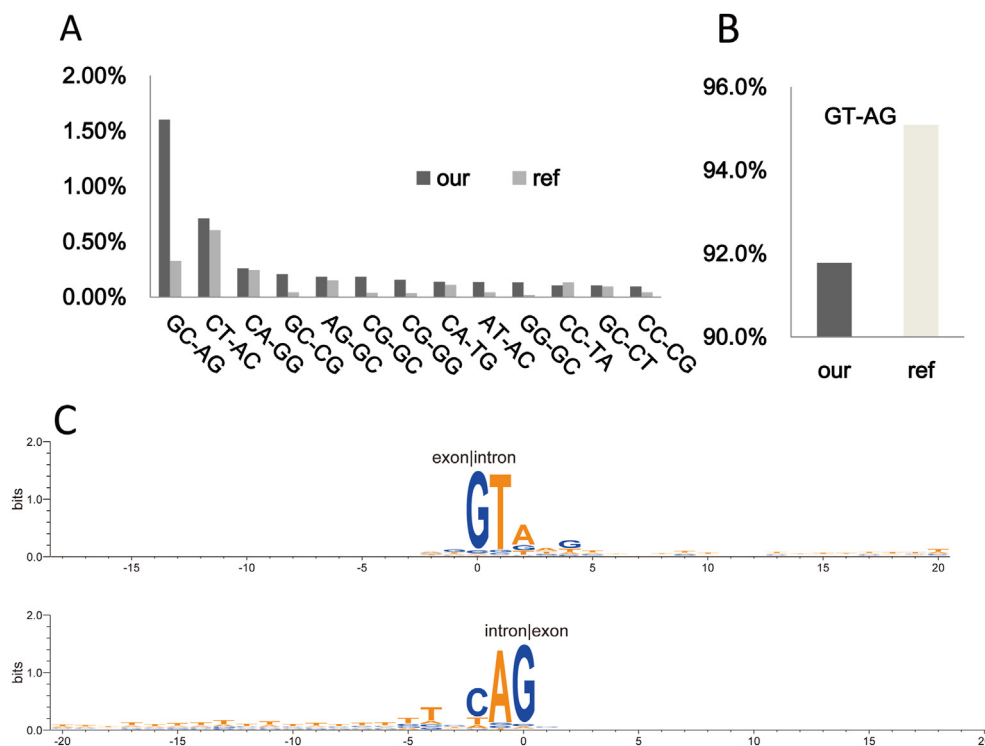 A
B
2.00%
1.50%
1.00%
0.50%
0.00%
our ref
GC-AG
CT-AC
CA-GG
GC-CG
AG-GC
CG-GC
CG-GG
CA-TG
AT-AC
GG-GC
CC-TA
GC-CT
CC-CG
96.0%
GT-AG
94.0%
92.0%
90.0%
our ref
C
2.0
exon|intron
bits
1.0
GTA
G
0.0
-15 -10 -5 0 5 10 15 20
2.0
intron|exon
bits
1.0
T CAG
0.0
-20 -15 -10 -5 0 5 10 15 20